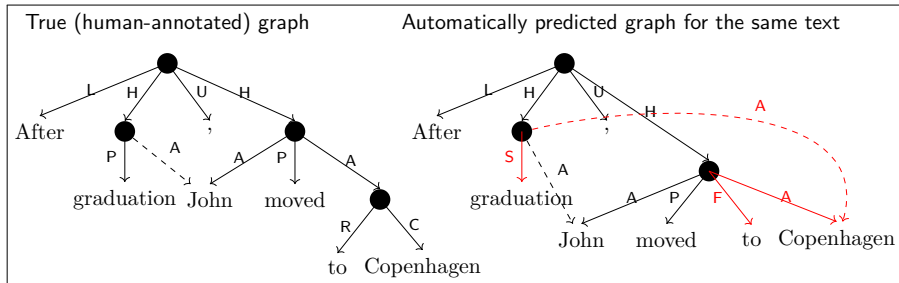 True (human-annotated) graph
Automatically predicted graph for the same text
L H U H
After ,
P A A P A
graduation John moved
R C
to Copenhagen
L H U H A
After ,
S A
graduation
A P F A
John moved to Copenhagen